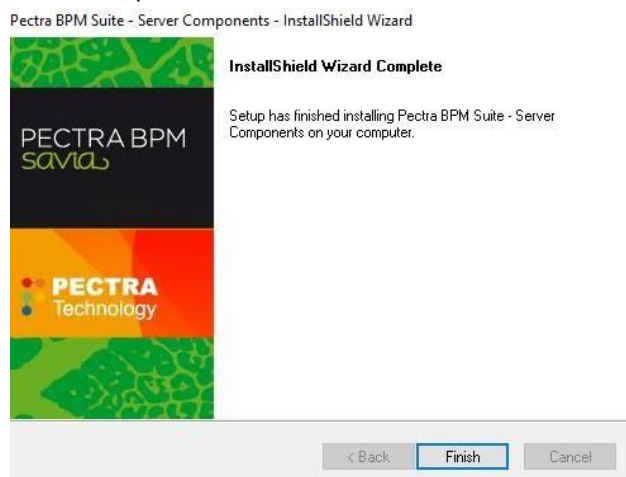 Pectra BPM Suite - Server Components - InstallShield Wizard
InstallShield Wizard Complete
Setup has finished installing Pectra BPM Suite - Server
Components on your computer.
PECTRA BPM
savia
PECTRA
Technology
< Back
Finish
Cancel